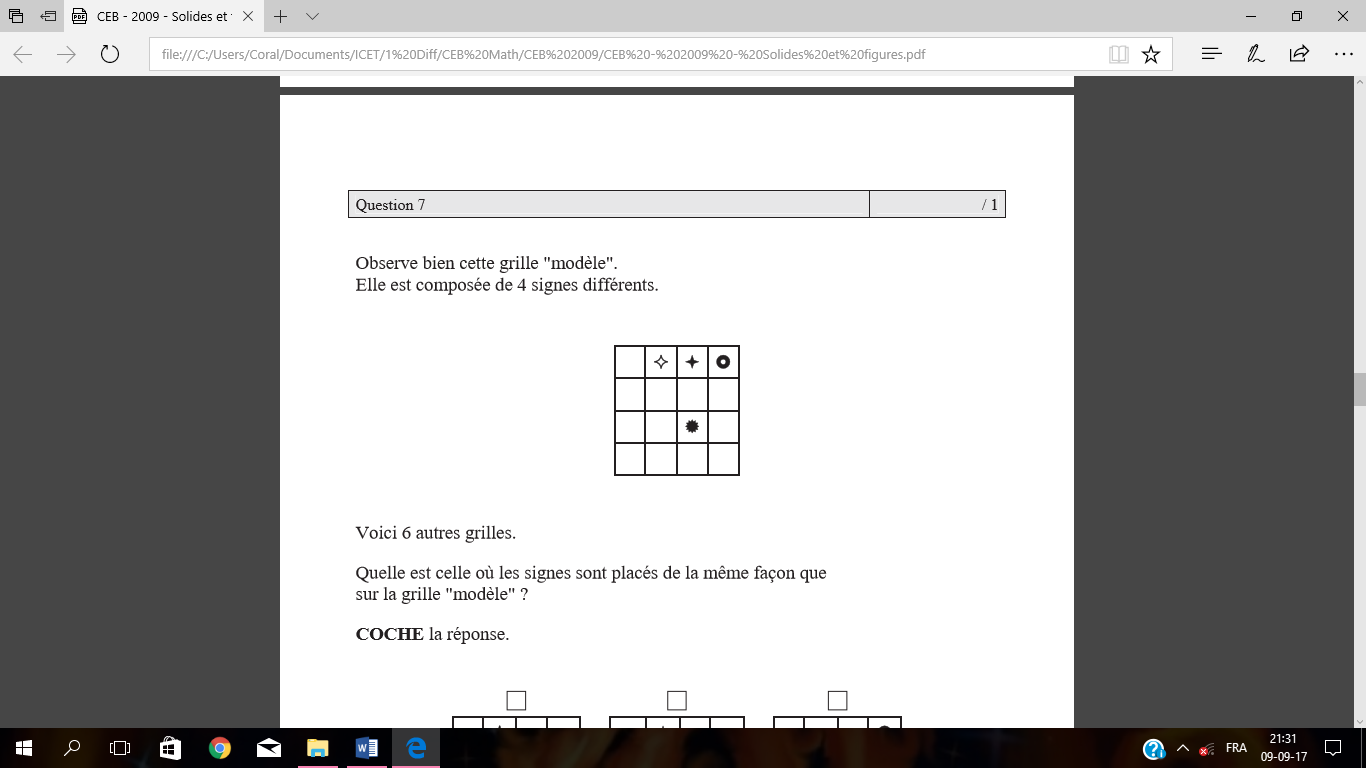 CEB - 2009 - Solides et
file:///C:/Users/Coral/Documents/ICET/1%20Diff/CEB%20Math/CEB%202009/CEB%20-%202009%20-%20Solides%20et%20figures.pdf
Question 7 / 1
Observe bien cette grille "modèle".
Elle est composée de 4 signes différents.
Voici 6 autres grilles.
Quelle est celle où les signes sont placés de la même façon que
sur la grille "modèle" ?
COCHE la réponse.
FRA
21:31
09-09-17